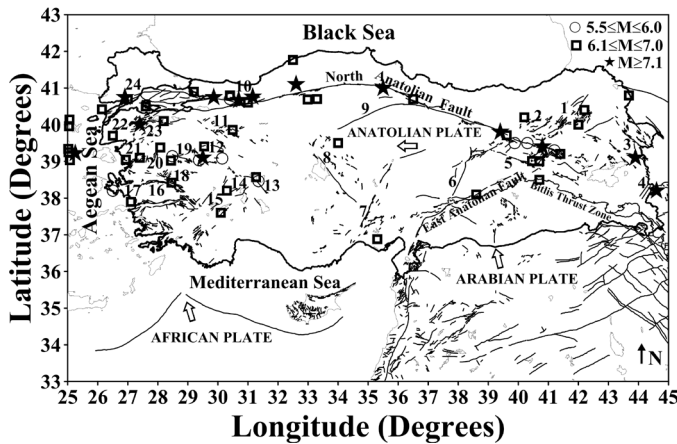 Black Sea
5.5≤M≤6.0
6.1≤M≤7.0
M≥7.1
Aegean Sea
North Anatolian Fault
ANATOLIAN PLATE
East Anatolian Fault
Bitlis Thrust Zone
Mediterranean Sea
ARABIAN PLATE
AFRICAN PLATE
N
24
10
9
1
2
22
23
11
3
21
20
19
12
8
5
4
18
17
16
15
14
13
6
Latitude (Degrees)
43
42
41
40
39
38
37
36
35
34
33
25 26 27 28 29 30 31 32 33 34 35 36 37 38 39 40 41 42 43 44 45
Longitude (Degrees)